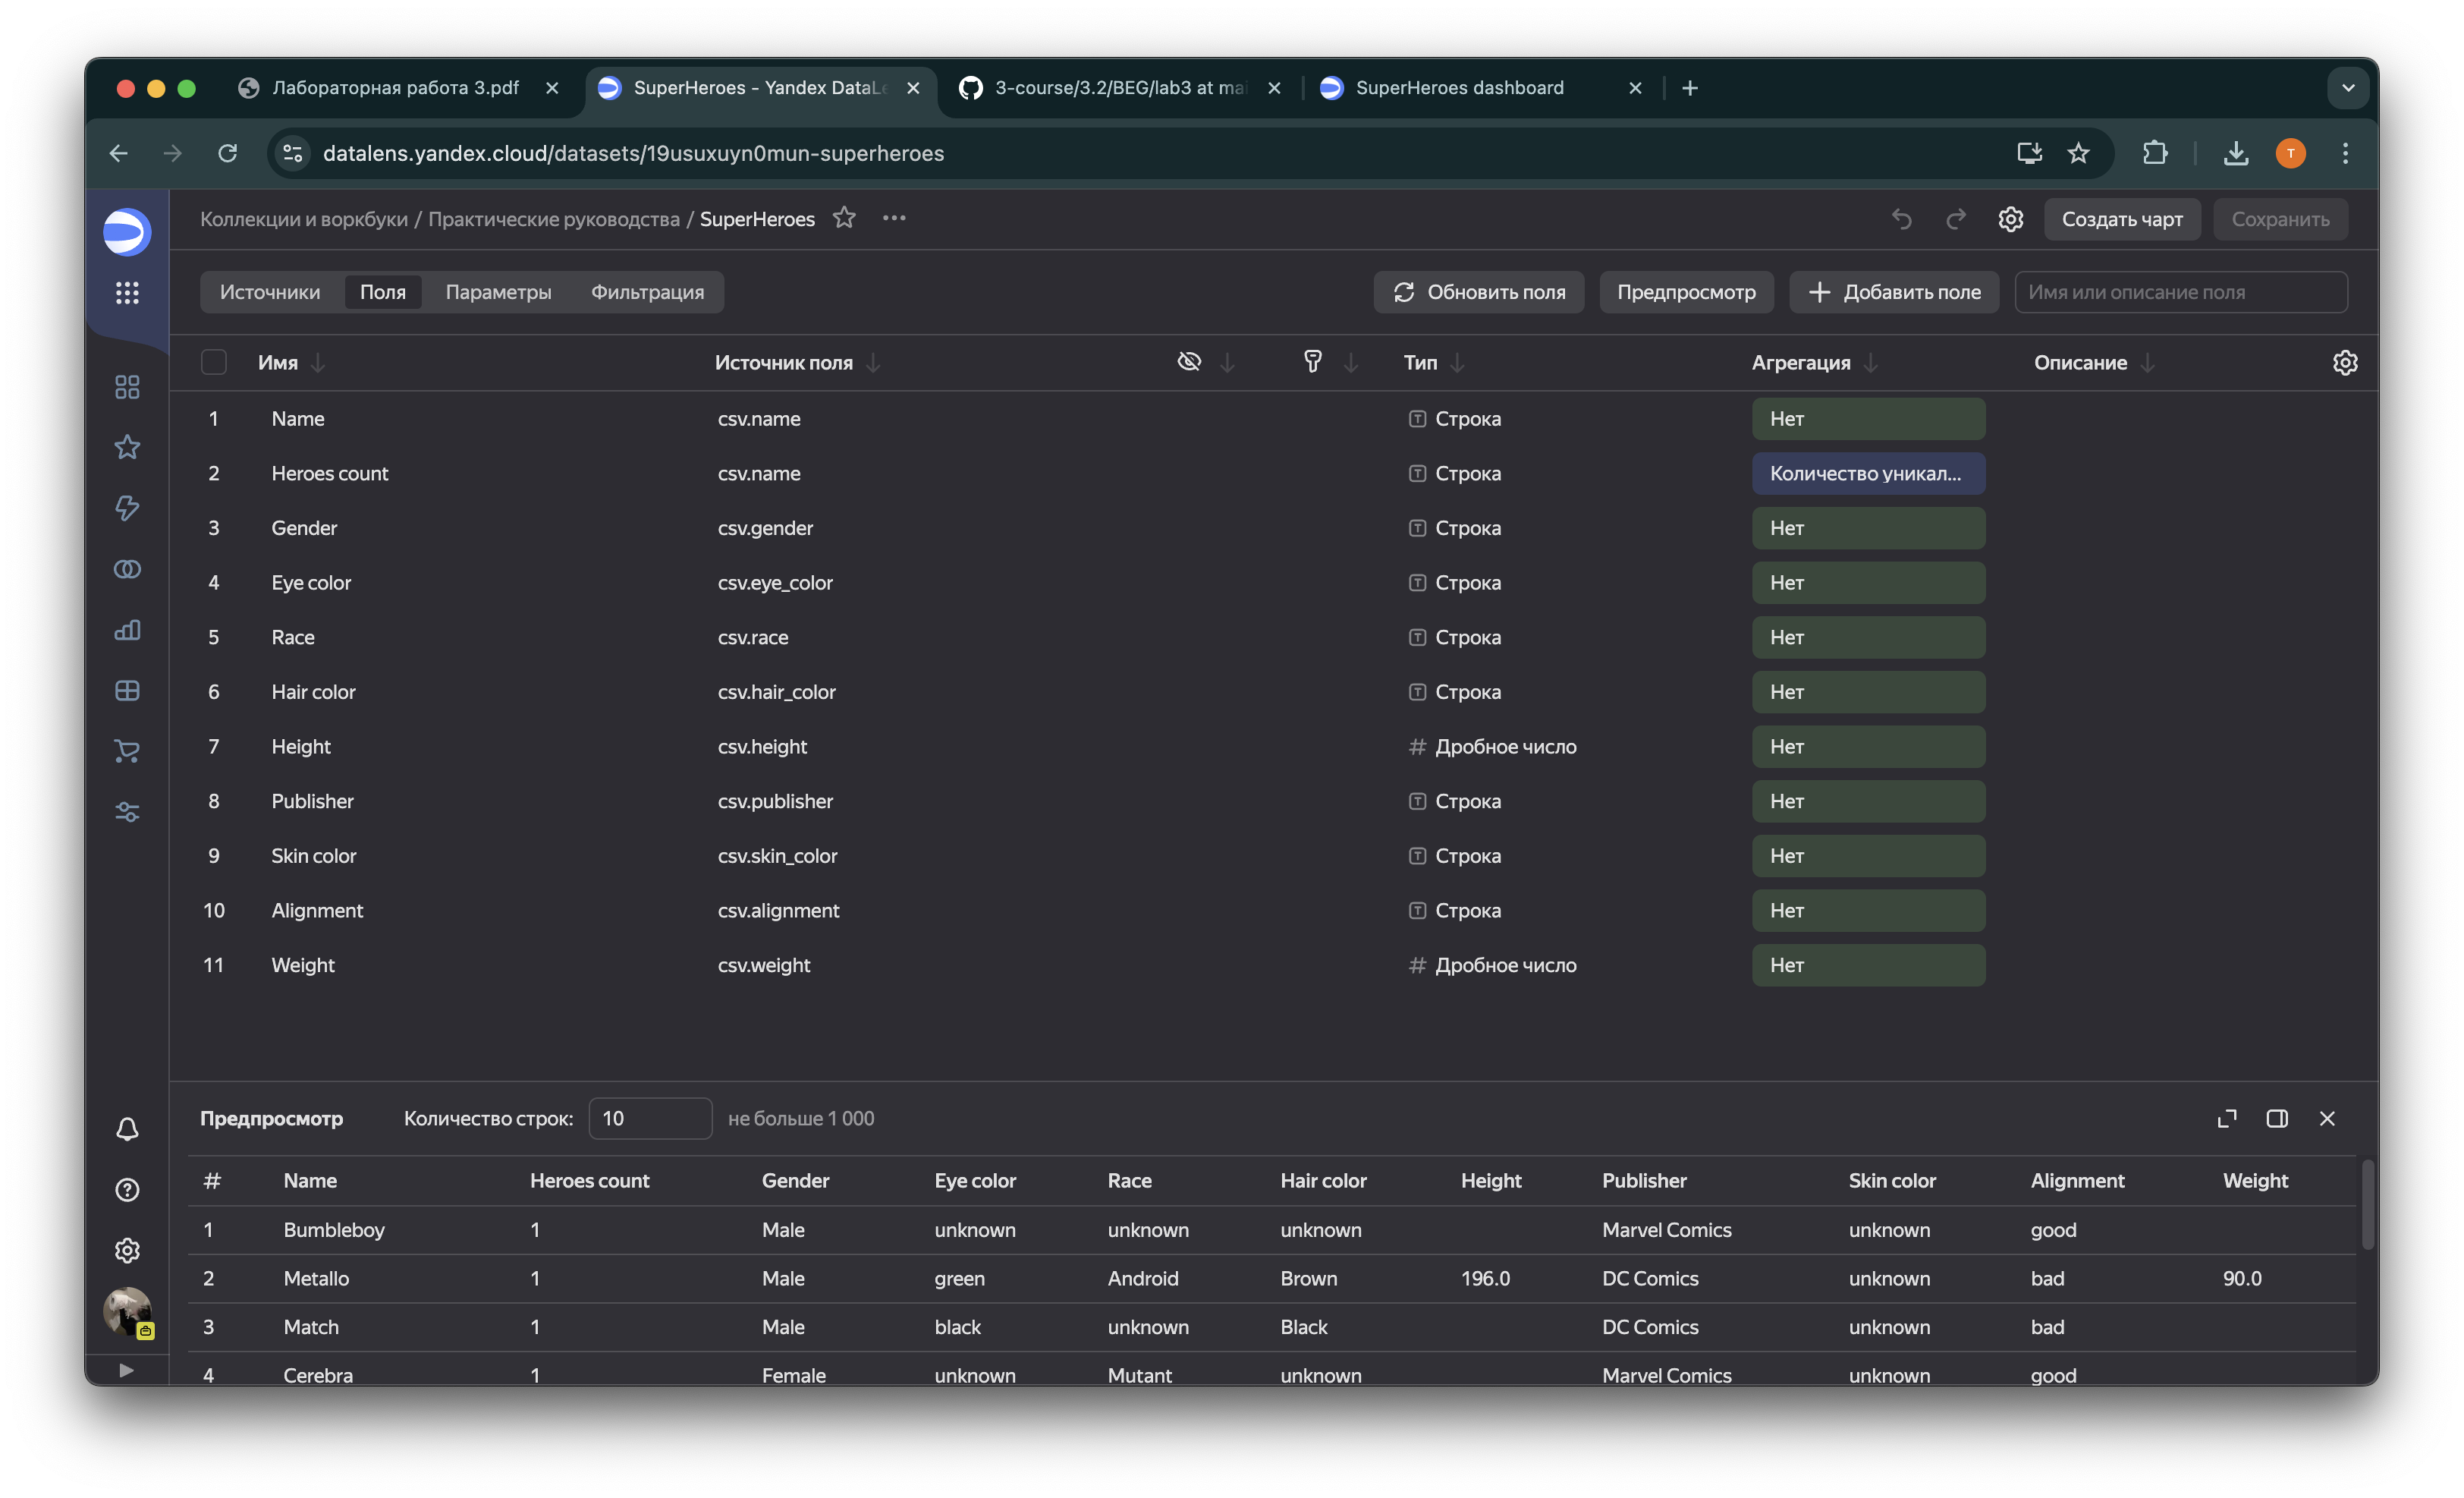 Лабораторная работа 3.pdf
SuperHeroes - Yandex DataLe
3-course/3.2/BEG/lab3 at mai
SuperHeroes dashboard
datalens.yandex.cloud/datasets/19usuxuyn0mun-superheroes
T
Коллекции и воркбуки / Практические руководства / SuperHeroes
Создать чарт
Сохранить
Источники Поля Параметры Фильтрация
Обновить поля
Предпросмотр
Добавить поле
Имя или описание поля
Имя Источник поля Тип Агрегация Описание
1 Name csv.name Строка Нет
2 Heroes count csv.name Строка Количество уникал...
3 Gender csv.gender Строка Нет
4 Eye color csv.eye_color Строка Нет
5 Race csv.race Строка Нет
6 Hair color csv.hair_color Строка Нет
7 Height csv.height # Дробное число Нет
8 Publisher csv.publisher Строка Нет
9 Skin color csv.skin_color Строка Нет
10 Alignment csv.alignment Строка Нет
11 Weight csv.weight # Дробное число Нет
Предпросмотр Количество строк: 10 не больше 1 000
# Name Heroes count Gender Eye color Race Hair color Height Publisher Skin color Alignment Weight
1 Bumbleboy 1 Male unknown unknown unknown Marvel Comics unknown good
2 Metallo 1 Male green Android Brown 196.0 DC Comics unknown bad 90.0
3 Match 1 Male black unknown Black DC Comics unknown bad
4 Cerebra 1 Female unknown Mutant unknown Marvel Comics unknown good